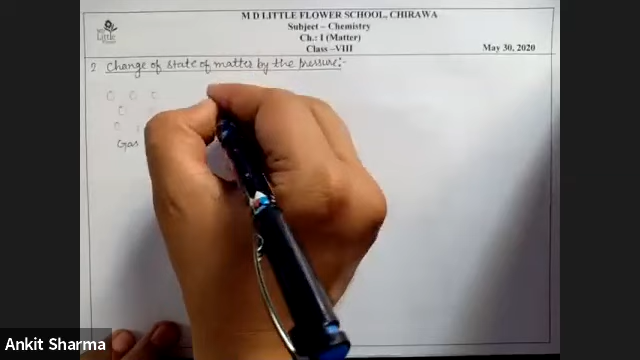 M D LITTLE FLOWER SCHOOL, CHIRAWA
Subject – Chemistry
Ch.: I (Matter)
Class –VIII
May 30, 2020
Little
2 Change of state of matter by the pressure:-
Gas
Ankit Sharma